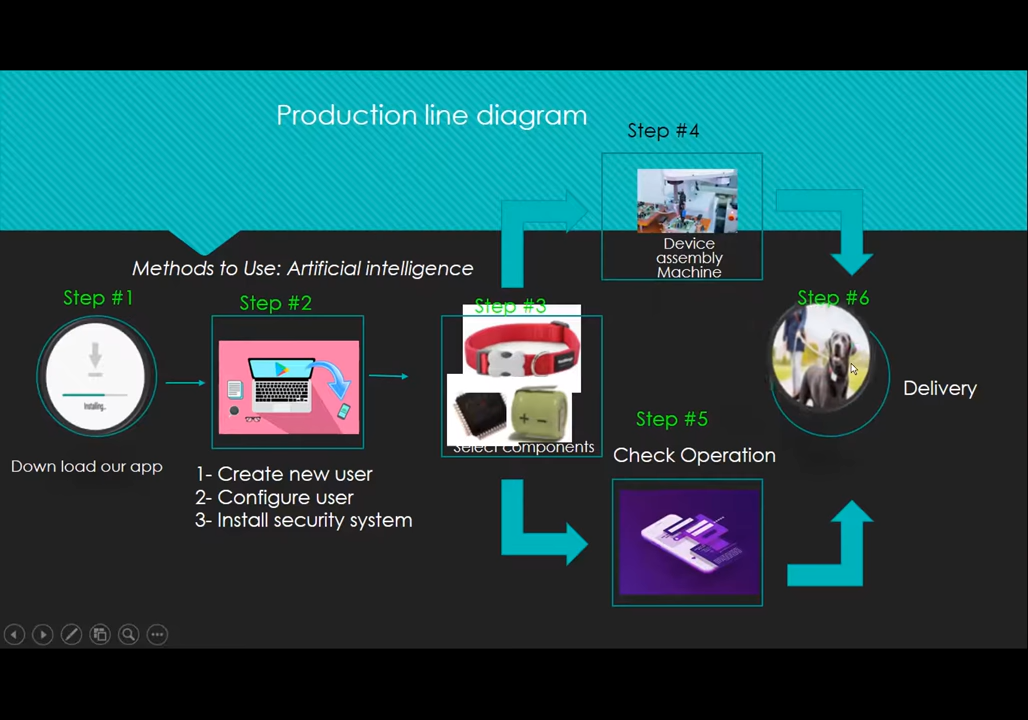 Production line diagram
Step #4
Device
assembly
Machine
Methods to Use: Artificial intelligence
Step #1
Installing...
Down load our app
Step #2
1- Create new user
2- Configure user
3- Install security system
Step #3
Select components
Step #5
Check Operation
Step #6
Delivery